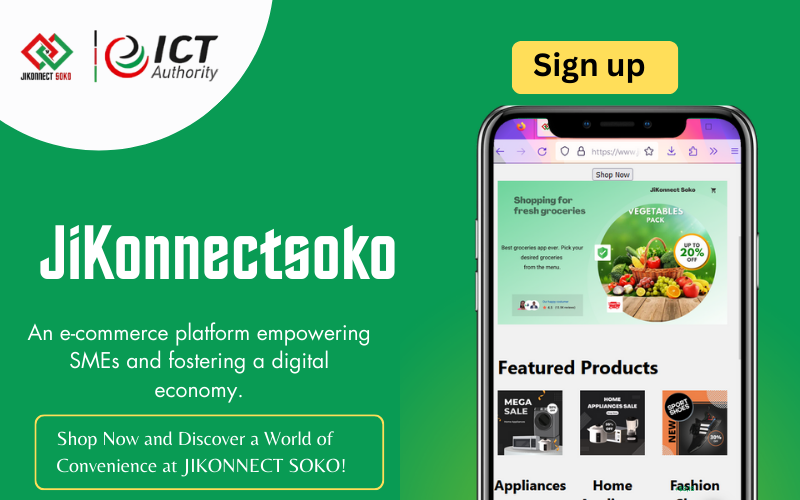 JIKONNECT SOKO
ICT
Authority
Sign up
JiKonnectsoko
An e-commerce platform empowering
SMEs and fostering a digital
economy.
Shop Now and Discover a World of
Convenience at JIKONNECT SOKO!
https://www.j
Shop Now
JiKonnect Soko
Shopping for
fresh groceries
VEGETABLES
PACK
UP TO
20%
OFF
Best groceries app ever. Pick your
desired groceries
from the menu.
Featured Products
MEGA
SALE
HOME
APPLIANCES SALE
SPORT
SHOES
NEW
Appliances
Home
Fashion